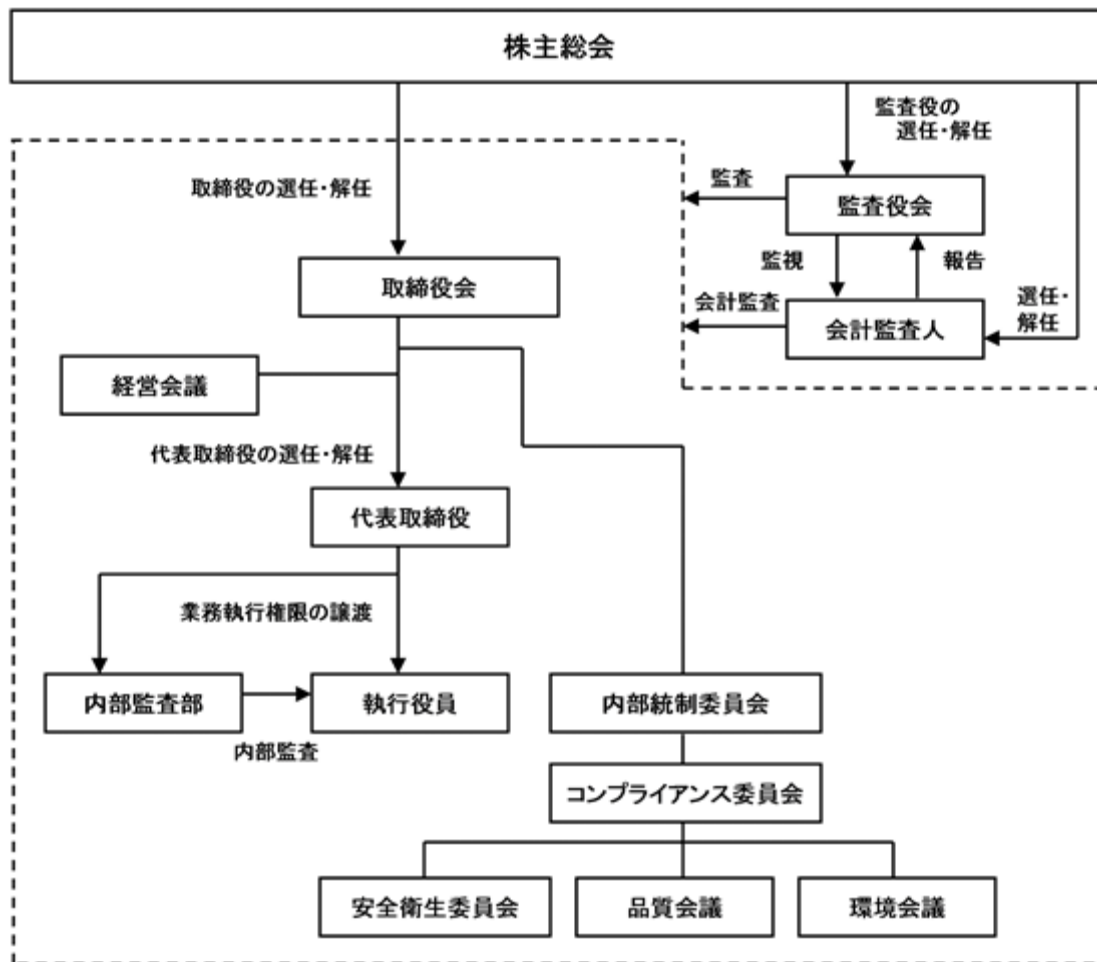 株主総会
監査役の
選任・解任
取締役の選任・解任
監査
監査役会
監視
報告
取締役会
会計監査
会計監査人
選任・
解任
経営会議
代表取締役の選任・解任
代表取締役
業務執行権限の譲渡
内部監査部
執行役員
内部統制委員会
内部監査
コンプライアンス委員会
安全衛生委員会
品質会議
環境会議